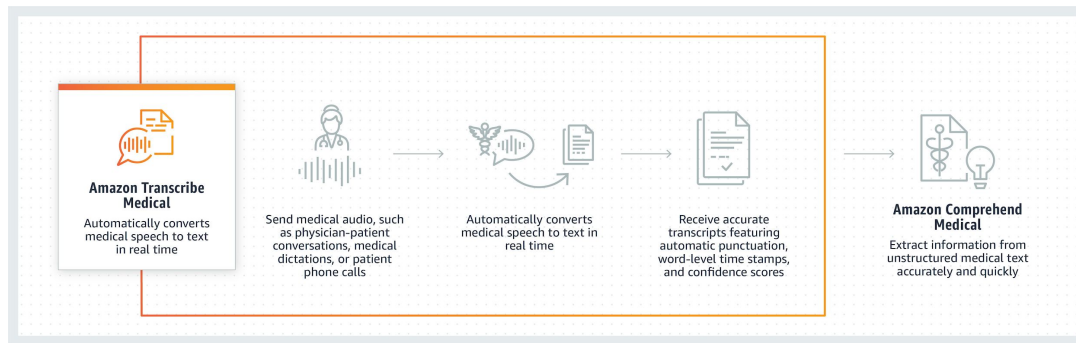 Amazon Transcribe
Medical
Automatically converts
medical speech to text
in real time
Send medical audio, such
as physician-patient
conversations, medical
dictations, or patient
phone calls
Automatically converts
medical speech to text in
real time
Receive accurate
transcripts featuring
automatic punctuation,
word-level time stamps,
and confidence scores
Amazon Comprehend
Medical
Extract information from
unstructured medical text
accurately and quickly